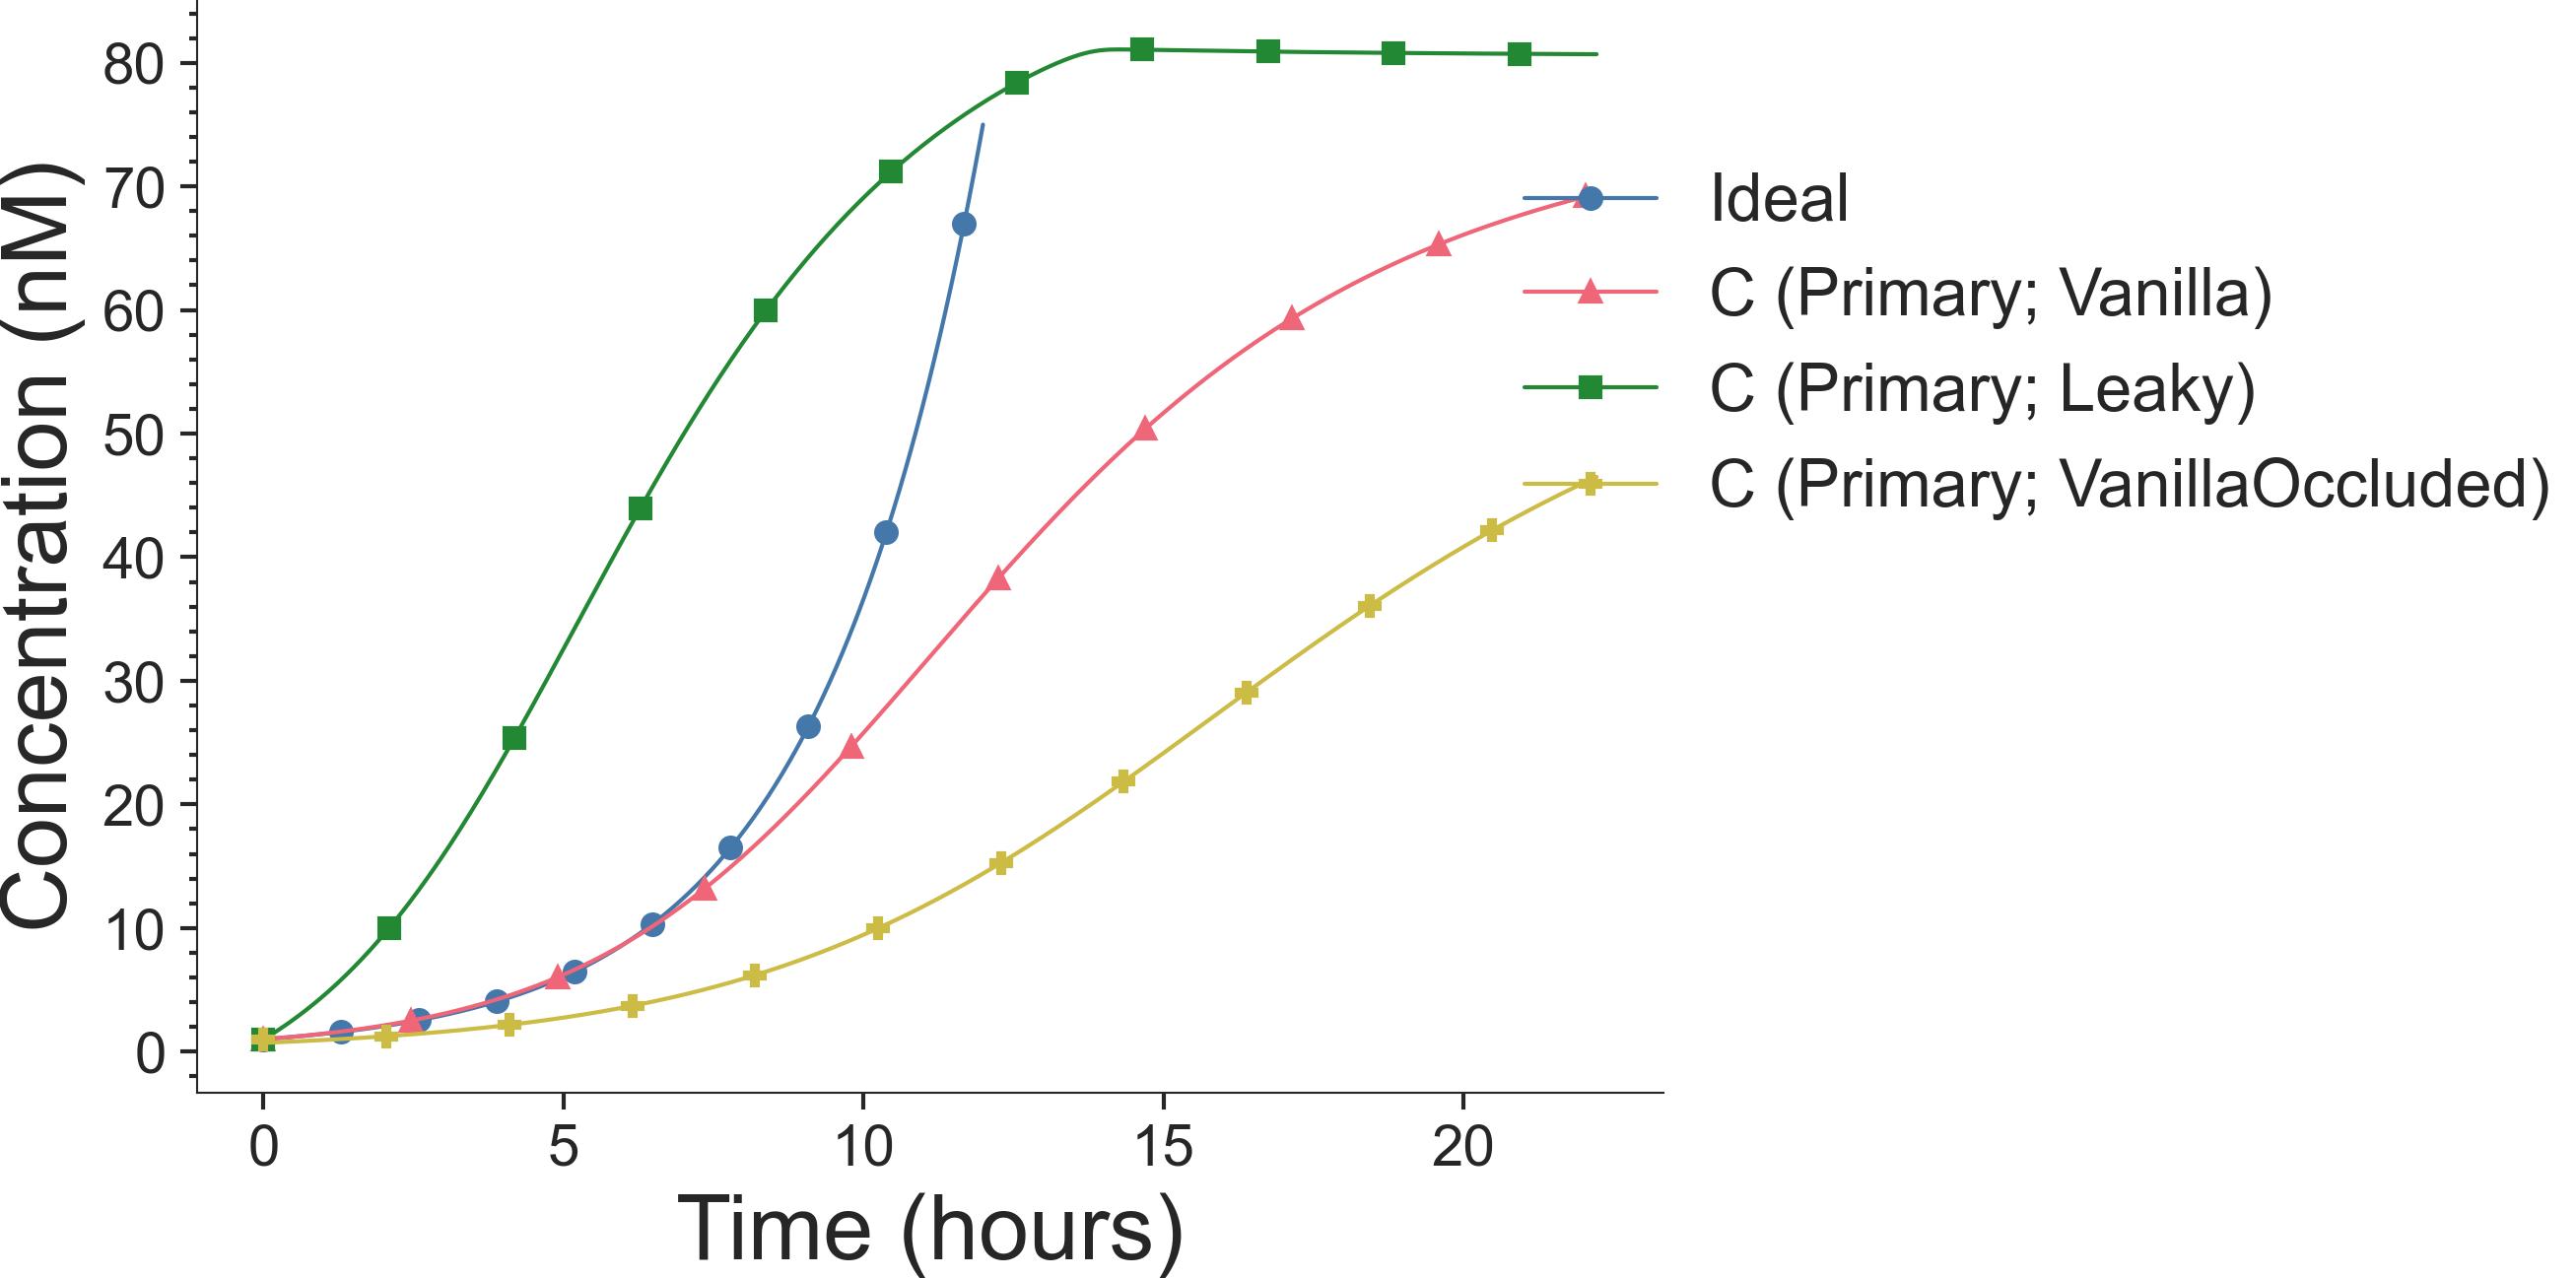 Concentration (nM)
80
70
60
50
40
30
20
10
0
0 5 10 15 20
Time (hours)
Ideal
C (Primary; Vanilla)
C (Primary; Leaky)
C (Primary; VanillaOccluded)